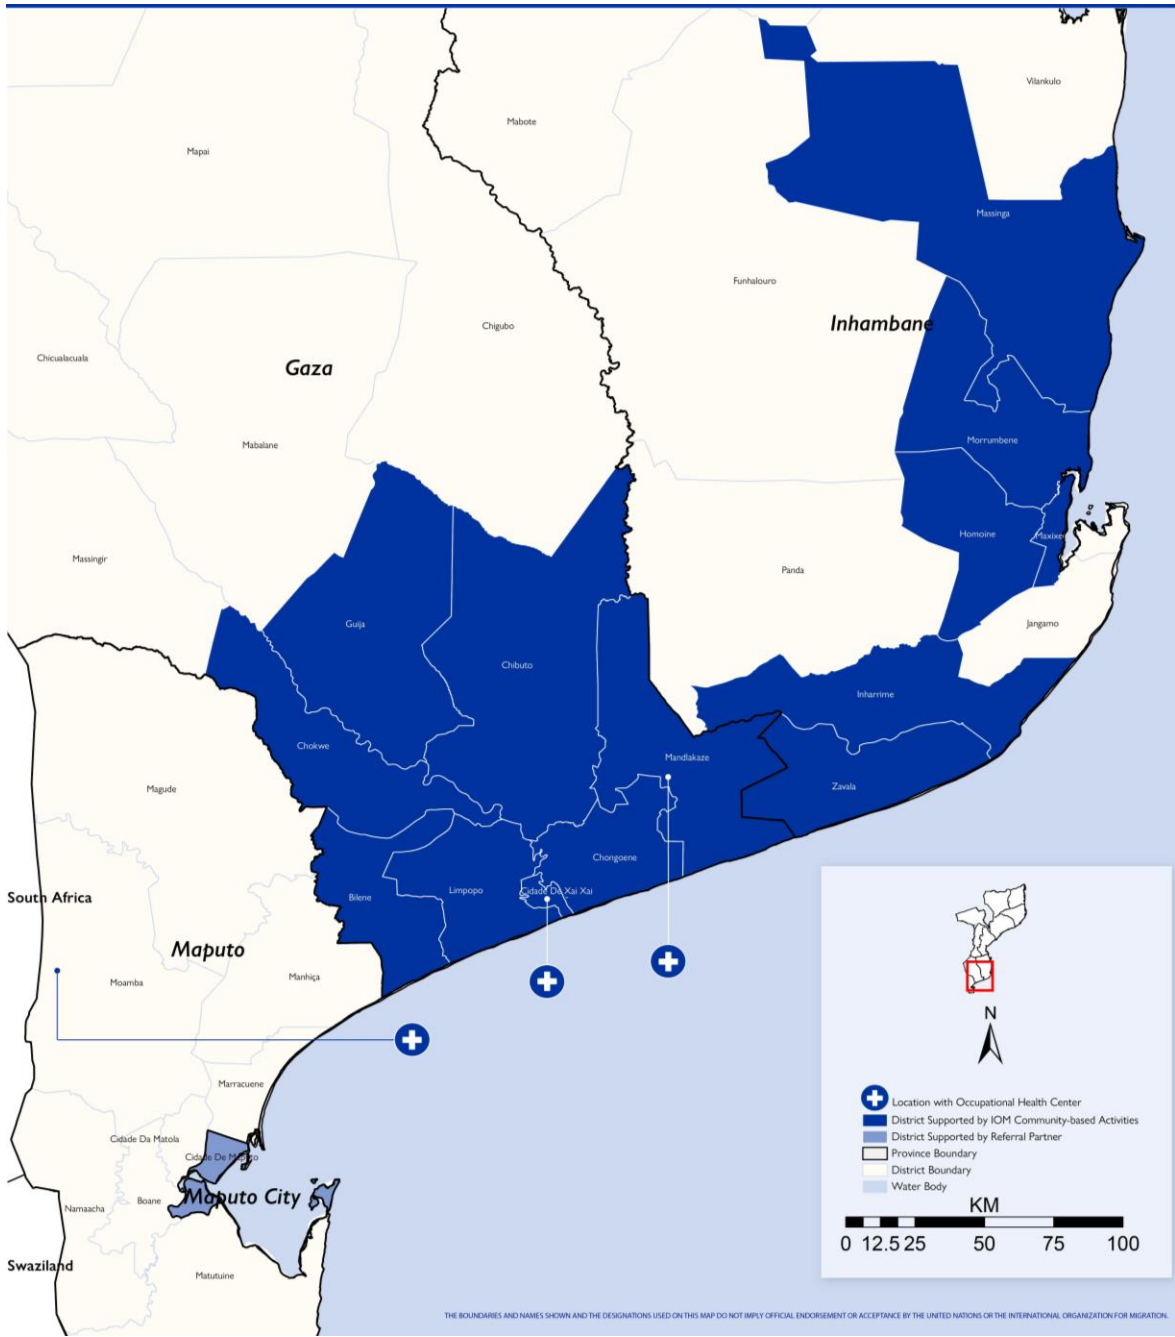 Vilankulo
Mabote
Mapai
Massinga
Funhalouro
Inhambane
Chigubo
Chicualacuala
Gaza
Mabalane
Morrumbene
Homoine
Maxixe
Massingir
Panda
Jangamo
Guija
Chibuto
Inharrime
Chokwe
Mandlakaze
Magude
Zavala
Chongoene
Bilene
Limpopo
Cidade De Xai Xai
South Africa
Maputo
Moamba
Manhiça
Marracuene
Cidade Da Matola
Cidade De Maputo
Maputo City
Namaacha
Boane
Swaziland
Matutuine
N
Location with Occupational Health Center
District Supported by IOM Community-based Activities
District Supported by Referral Partner
Province Boundary
District Boundary
Water Body
KM
0 12.5 25 50 75 100
THE BOUNDARIES AND NAMES SHOWN AND THE DESIGNATIONS USED ON THIS MAP DO NOT IMPLY OFFICIAL ENDORSEMENT OR ACCEPTANCE BY THE UNITED NATIONS OR THE INTERNATIONAL ORGANIZATION FOR MIGRATION.